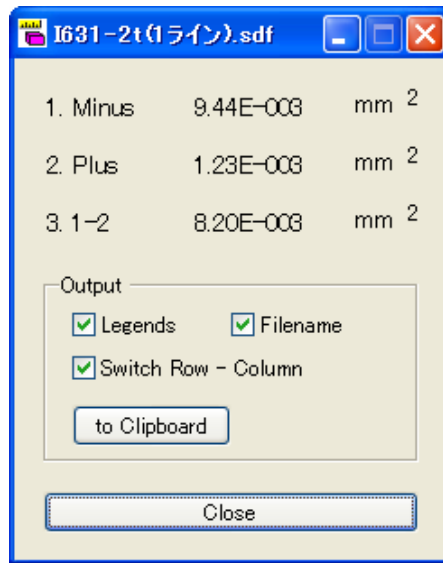 I631-2t(1ライン).sdf
1. Minus 9.44E-003 mm 2
2. Plus 1.23E-003 mm 2
3. 1-2 8.20E-003 mm 2
Output
Legends Filename
Switch Row - Column
to Clipboard
Close